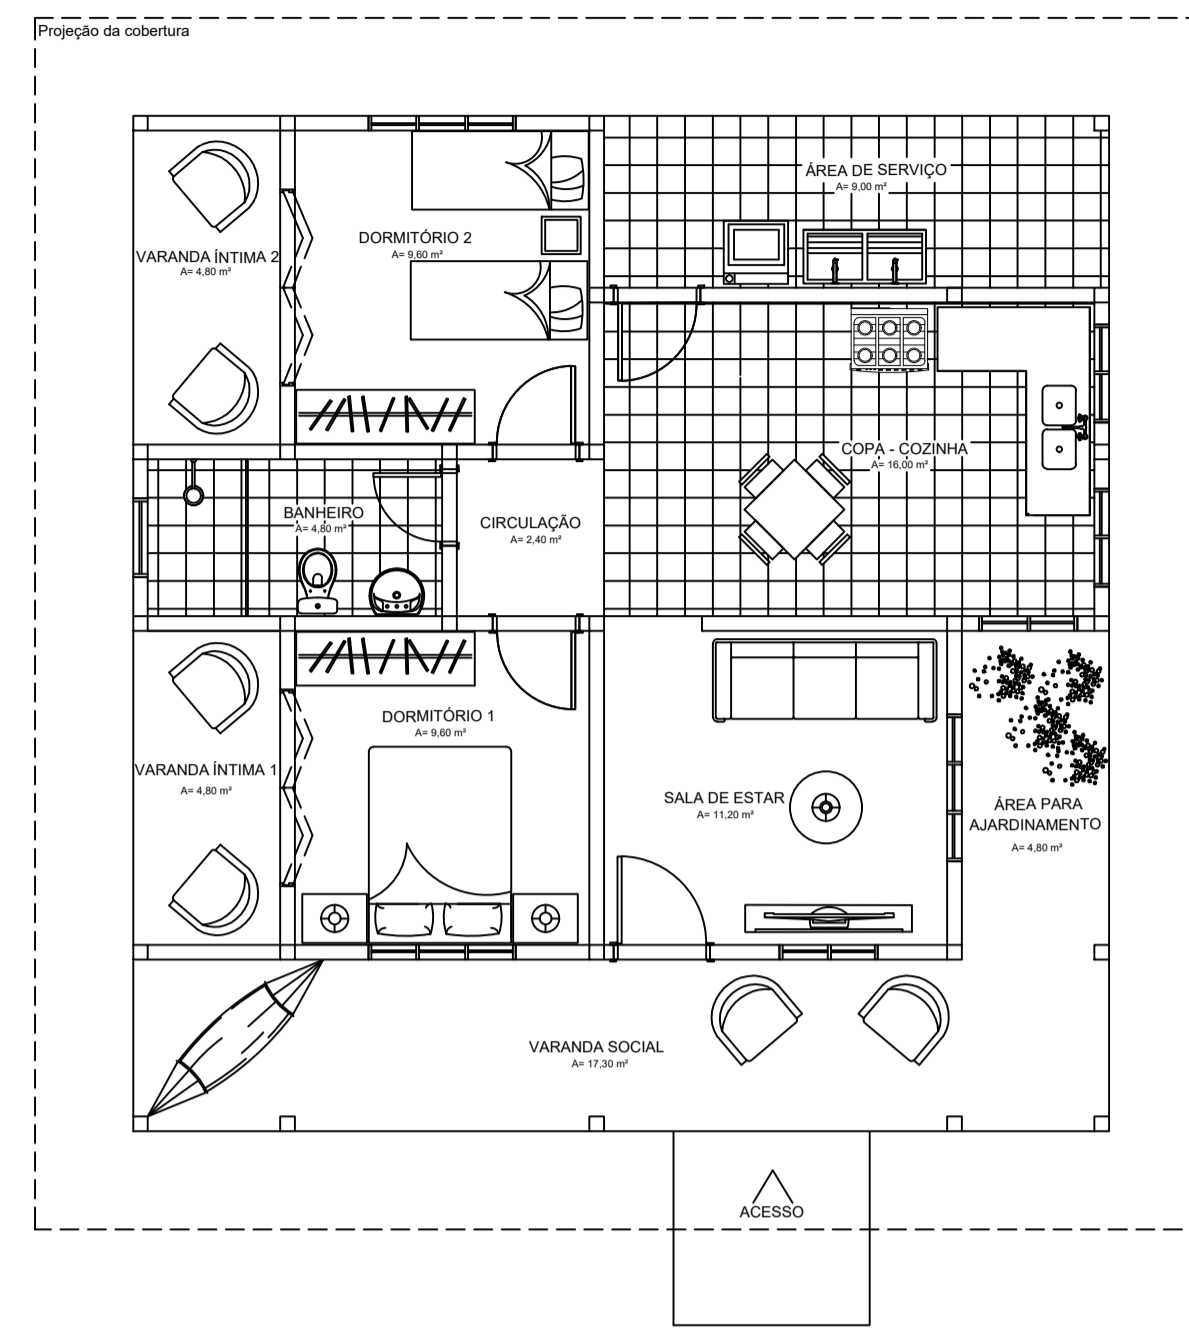 Projeção da cobertura
ÁREA DE SERVIÇO
A= 9,00 m²
DORMITÓRIO 2
A= 9,60 m²
VARANDA ÍNTIMA 2
A= 4,80 m²
COPA - COZINHA
A= 16,00 m²
BANHEIRO
A= 4,80 m²
CIRCULAÇÃO
A= 2,40 m²
DORMITÓRIO 1
A= 9,60 m²
VARANDA ÍNTIMA 1
A= 4,80 m²
SALA DE ESTAR
A= 11,20 m²
ÁREA PARA
AJARDINAMENTO
A= 4,80 m²
VARANDA SOCIAL
A= 17,30 m²
ACESSO